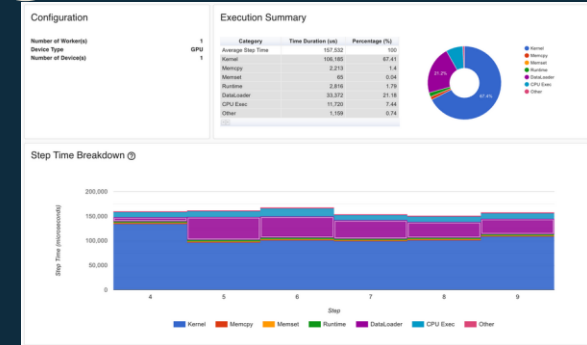 Configuration
Number of Worker(s) 1
Device Type GPU
Number of Device(s) 1
Execution Summary
Category Time Duration (us) Percentage (%)
Average Step Time 157,532 100
Kernel 106,185 67.41
Memcpy 2,213 1.4
Memset 65 0.04
Runtime 2,816 1.79
DataLoader 33,372 21.18
CPU Exec 11,720 7.44
Other 1,159 0.74
21.2%
67.4%
Kernel
Memcpy
Memset
Runtime
DataLoader
CPU Exec
Other
Step Time Breakdown
Step Time (microseconds)
200,000
150,000
100,000
50,000
0
4 5 6 7 8 9
Step
Kernel Memcpy Memset Runtime DataLoader CPU Exec Other